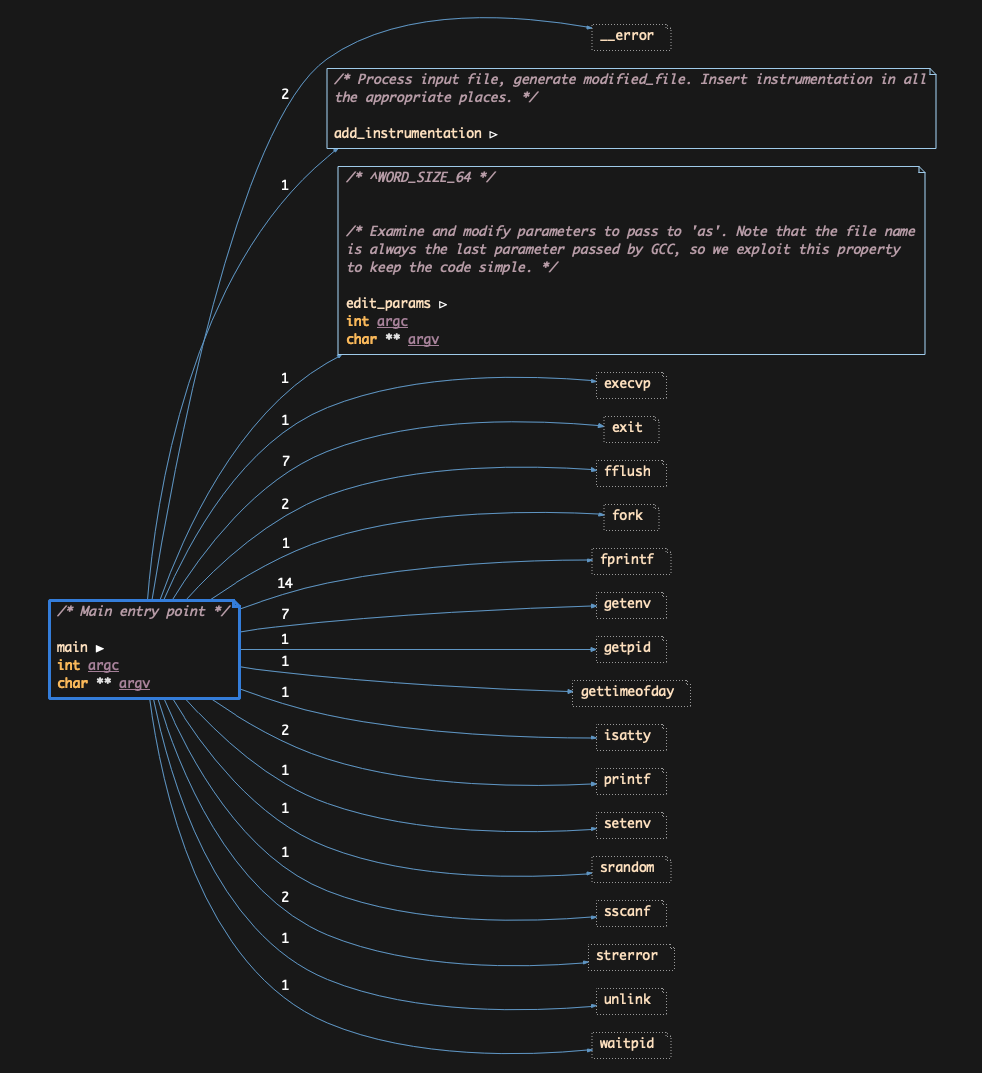 __error
2
/* Process input file, generate modified_file. Insert instrumentation in all
the appropriate places. */
add_instrumentation ▷
1
/* ^WORD_SIZE_64 */
/* Examine and modify parameters to pass to 'as'. Note that the file name
is always the last parameter passed by GCC, so we exploit this property
to keep the code simple. */
edit_params ▷
int argc
char ** argv
1
execvp
1
exit
7
fflush
2
fork
1
fprintf
14
getenv
7
/* Main entry point */
main ▶
int argc
char ** argv
1
getpid
1
gettimeofday
1
isatty
2
printf
1
setenv
1
srandom
1
sscanf
2
strerror
1
unlink
1
waitpid